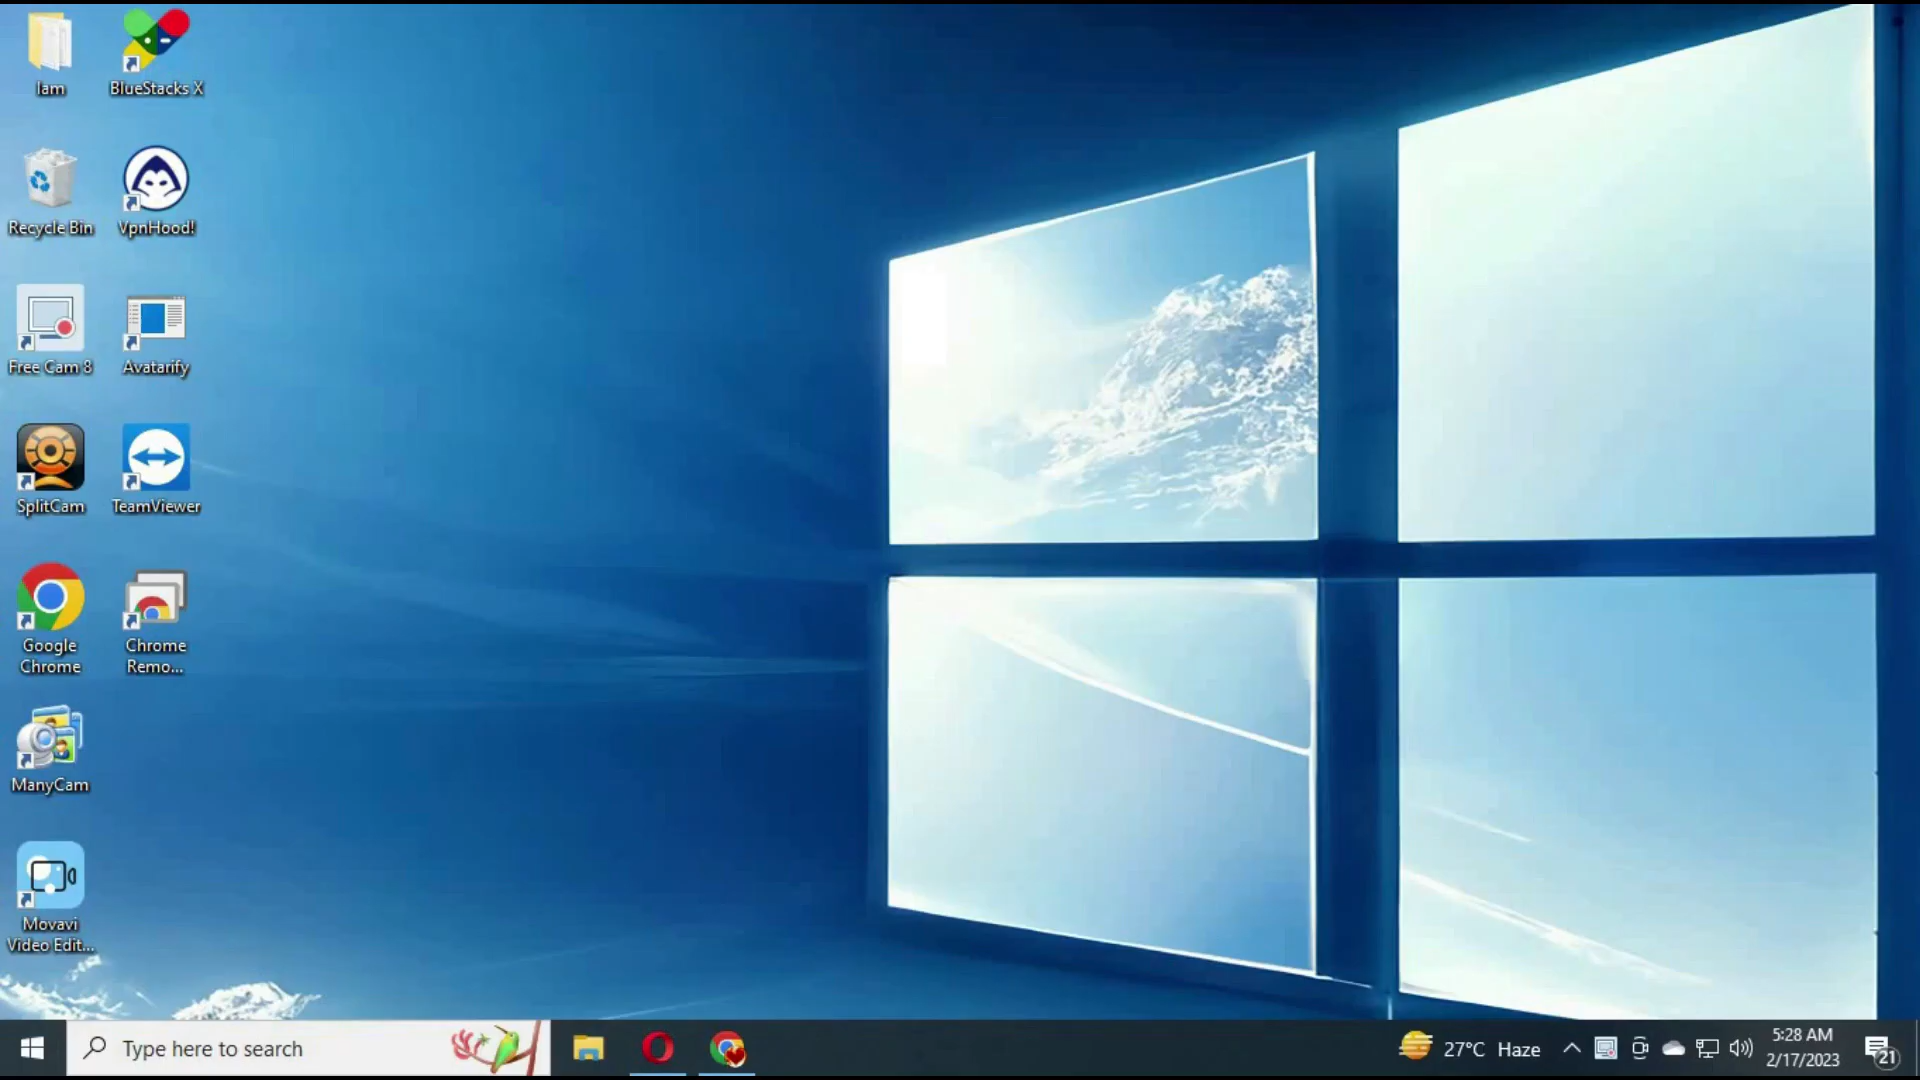 Iam
BlueStacks X
Recycle Bin
VpnHood!
Free Cam 8
Avatarify
SplitCam
TeamViewer
Google
Chrome
Chrome
Remo...
ManyCam
Movavi
Video Edit...
Type here to search
27°C Haze
5:28 AM
2/17/2023
21